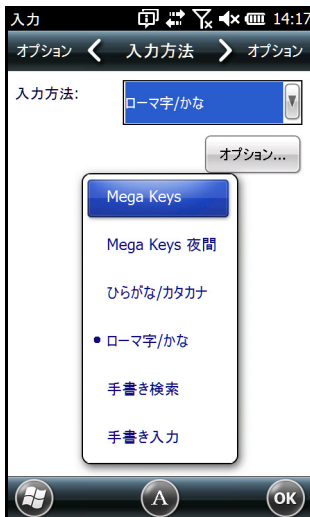 入力 14:17
オプション 入力方法 オプション
入力方法:
ローマ字/かな
オプション...
Mega Keys
Mega Keys 夜間
ひらがな/カタカナ
• ローマ字/かな
手書き検索
手書き入力
A OK